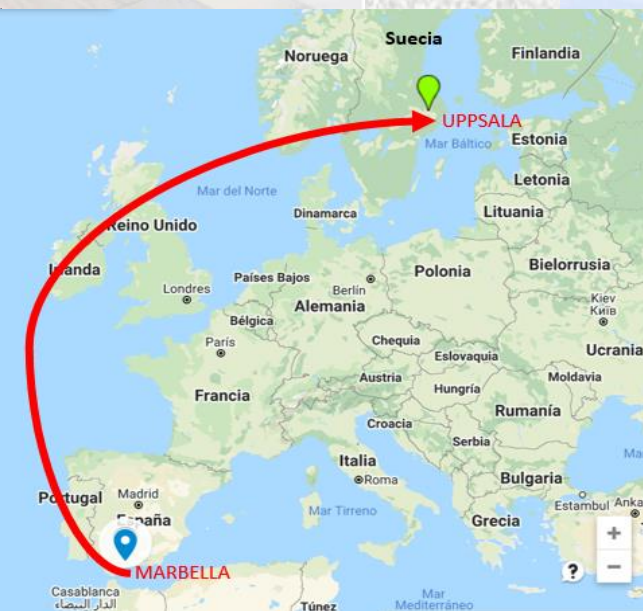 Suecia
Noruega
Finlandia
UPPSALA
Mar Báltico
Estonia
Letonia
Mar del Norte
Dinamarca
Lituania
Reino Unido
Irlanda
Londres
Países Bajos
Berlín
Polonia
Bielorrusia
Alemania
Bélgica
Kiev
Київ
París
Chequia
Eslovaquia
Ucrania
Francia
Austria
Hungría
Moldavia
Croacia
Rumanía
Serbia
Italia
Roma
Bulgaria
Portugal
Madrid
España
Mar Tirreno
Grecia
Estambul
Anka
Ma
+
−
?
MARBELLA
Casablanca
الدار البيضاء
Túnez
Mar
Mediterráneo